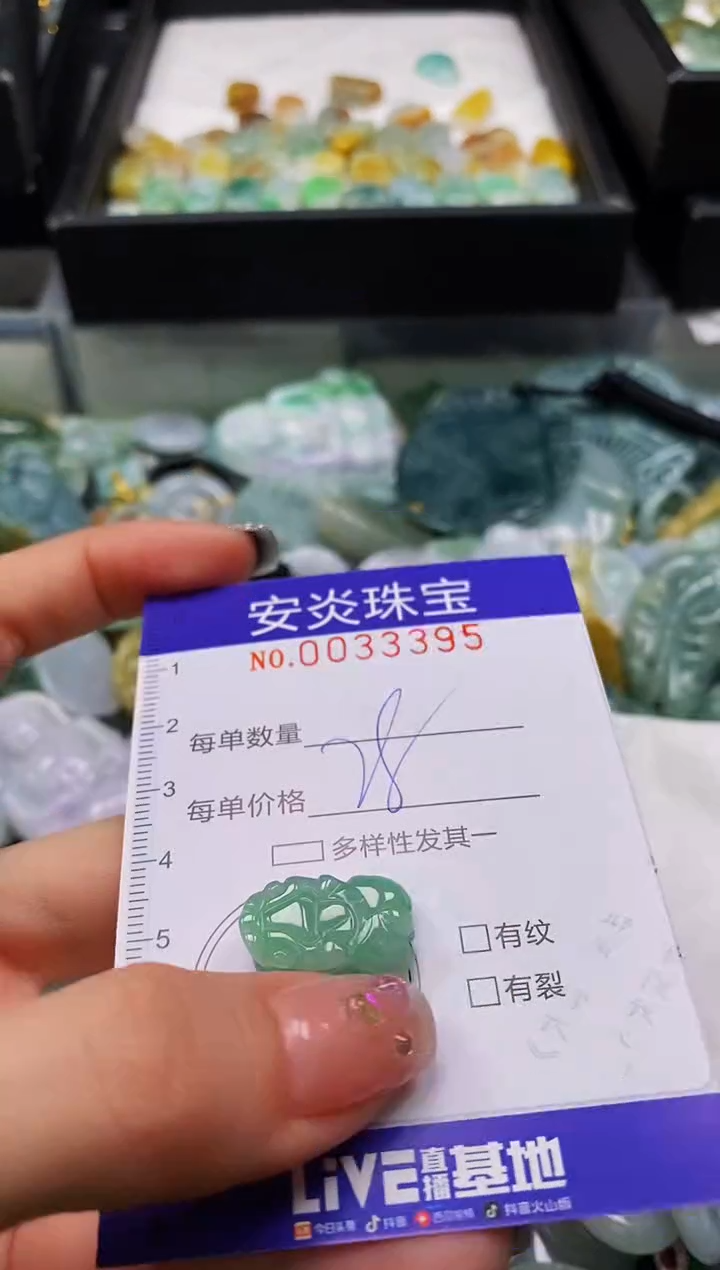 安炎珠宝
NO.0033395
1
2
每单数量
3
每单价格
4
多样性发其一
5
有纹
有裂
LiVE直播基地
今日头条 抖音 西瓜视频 抖音火山版